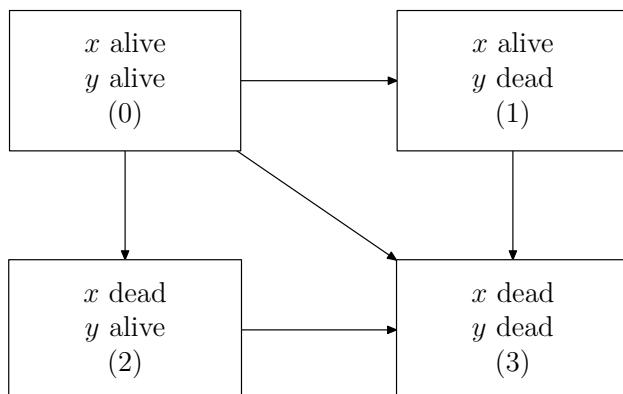 x alive
y alive
(0)
x alive
y dead
(1)
x dead
y alive
(2)
x dead
y dead
(3)